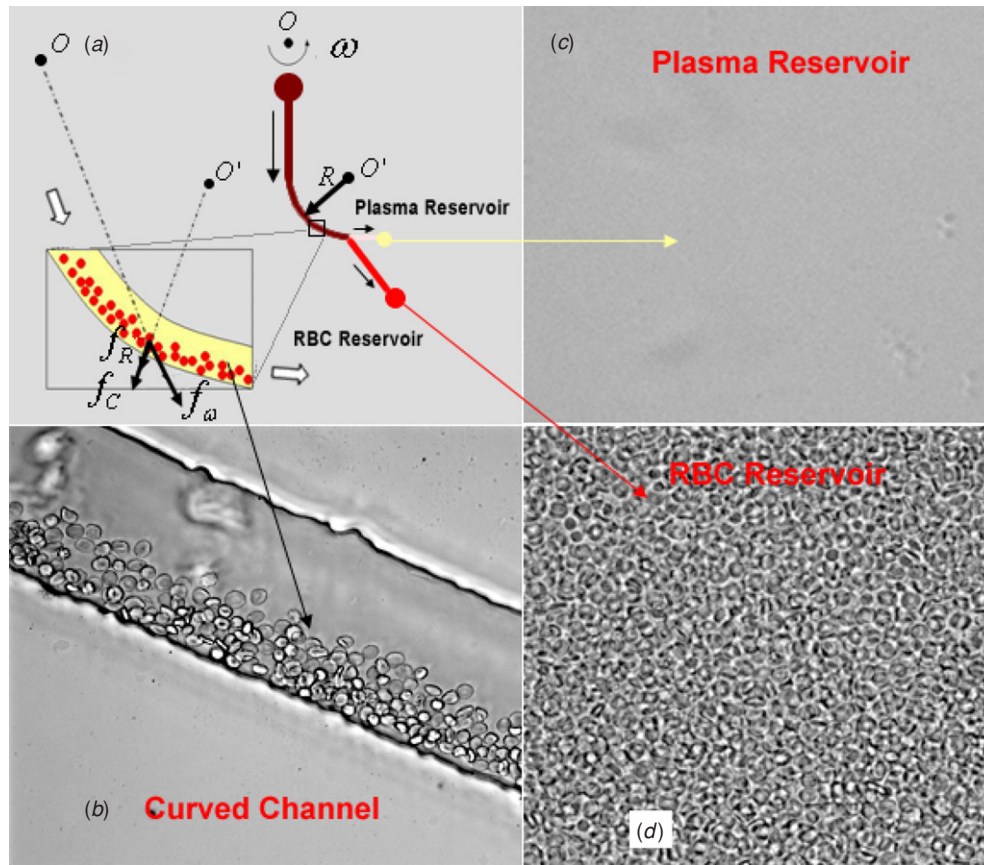 (a)
O
ω
O
O'
R
O'
Plasma Reservoir
RBC Reservoir
f_R
f_C
f_ω
(c)
Plasma Reservoir
(b)
Curved Channel
RBC Reservoir
(d)